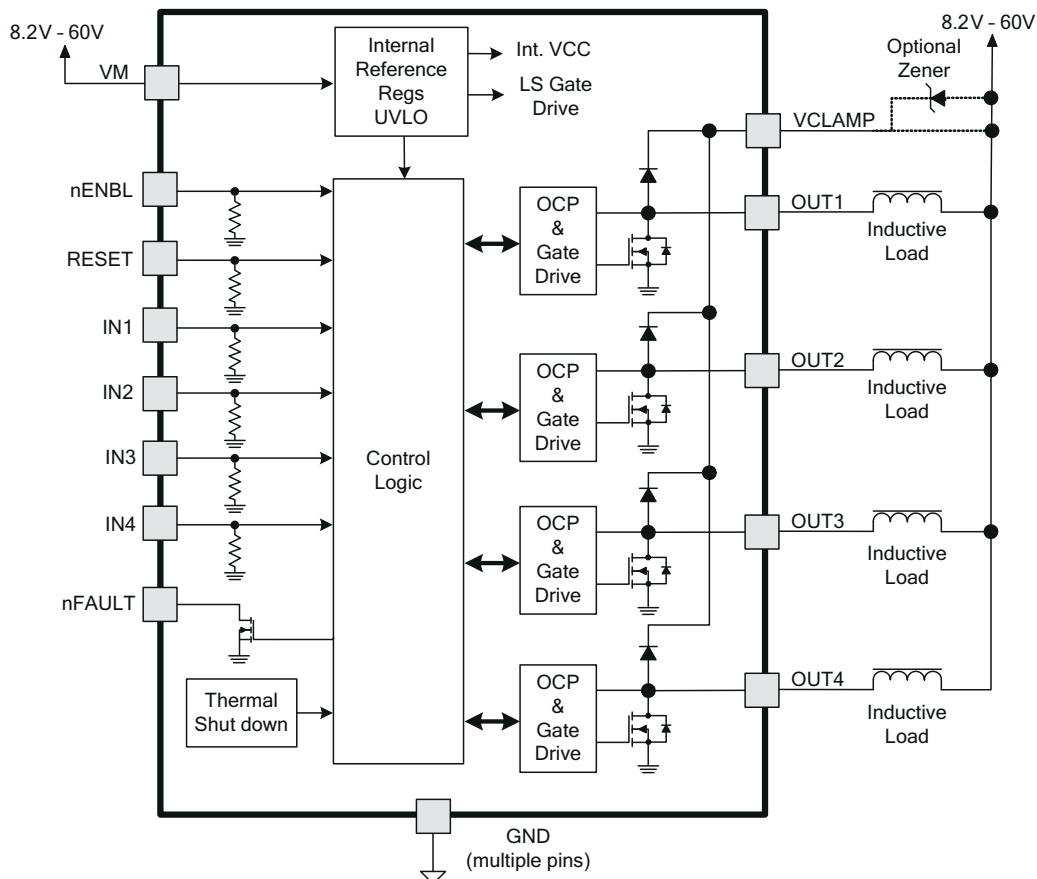 8.2V - 60V
VM
Internal
Reference
Regs
UVLO
Int. VCC
LS Gate
Drive
Optional
Zener
8.2V - 60V
VCLAMP
nENBL
RESET
IN1
IN2
IN3
IN4
nFAULT
Thermal
Shut down
Control
Logic
OCP
&
Gate
Drive
OUT1
Inductive
Load
OCP
&
Gate
Drive
OUT2
Inductive
Load
OCP
&
Gate
Drive
OUT3
Inductive
Load
OCP
&
Gate
Drive
OUT4
Inductive
Load
GND
(multiple pins)